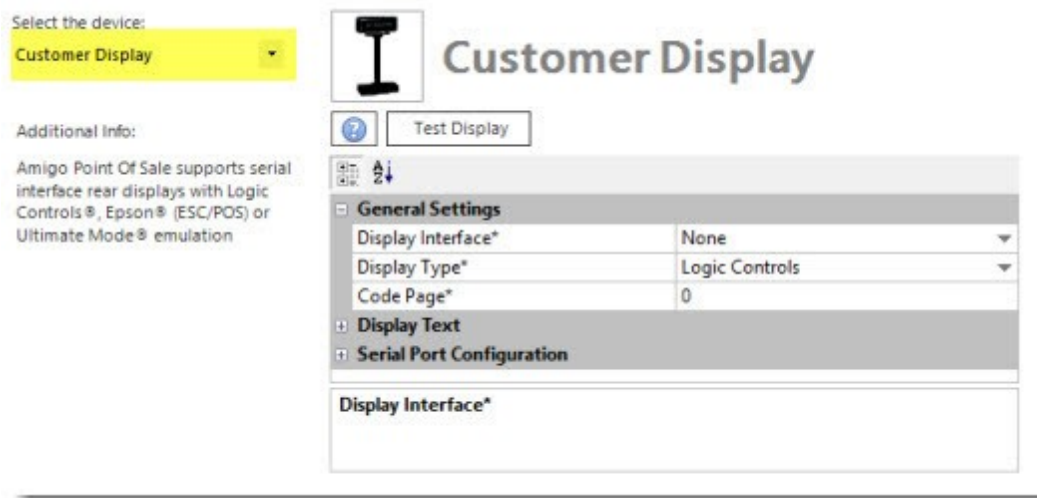 Select the device:
Customer Display
Customer Display
Additional Info:
Test Display
Amigo Point Of Sale supports serial
interface rear displays with Logic
Controls®, Epson® (ESC/POS) or
Ultimate Mode® emulation
General Settings
Display Interface* None
Display Type* Logic Controls
Code Page* 0
Display Text
Serial Port Configuration
Display Interface*